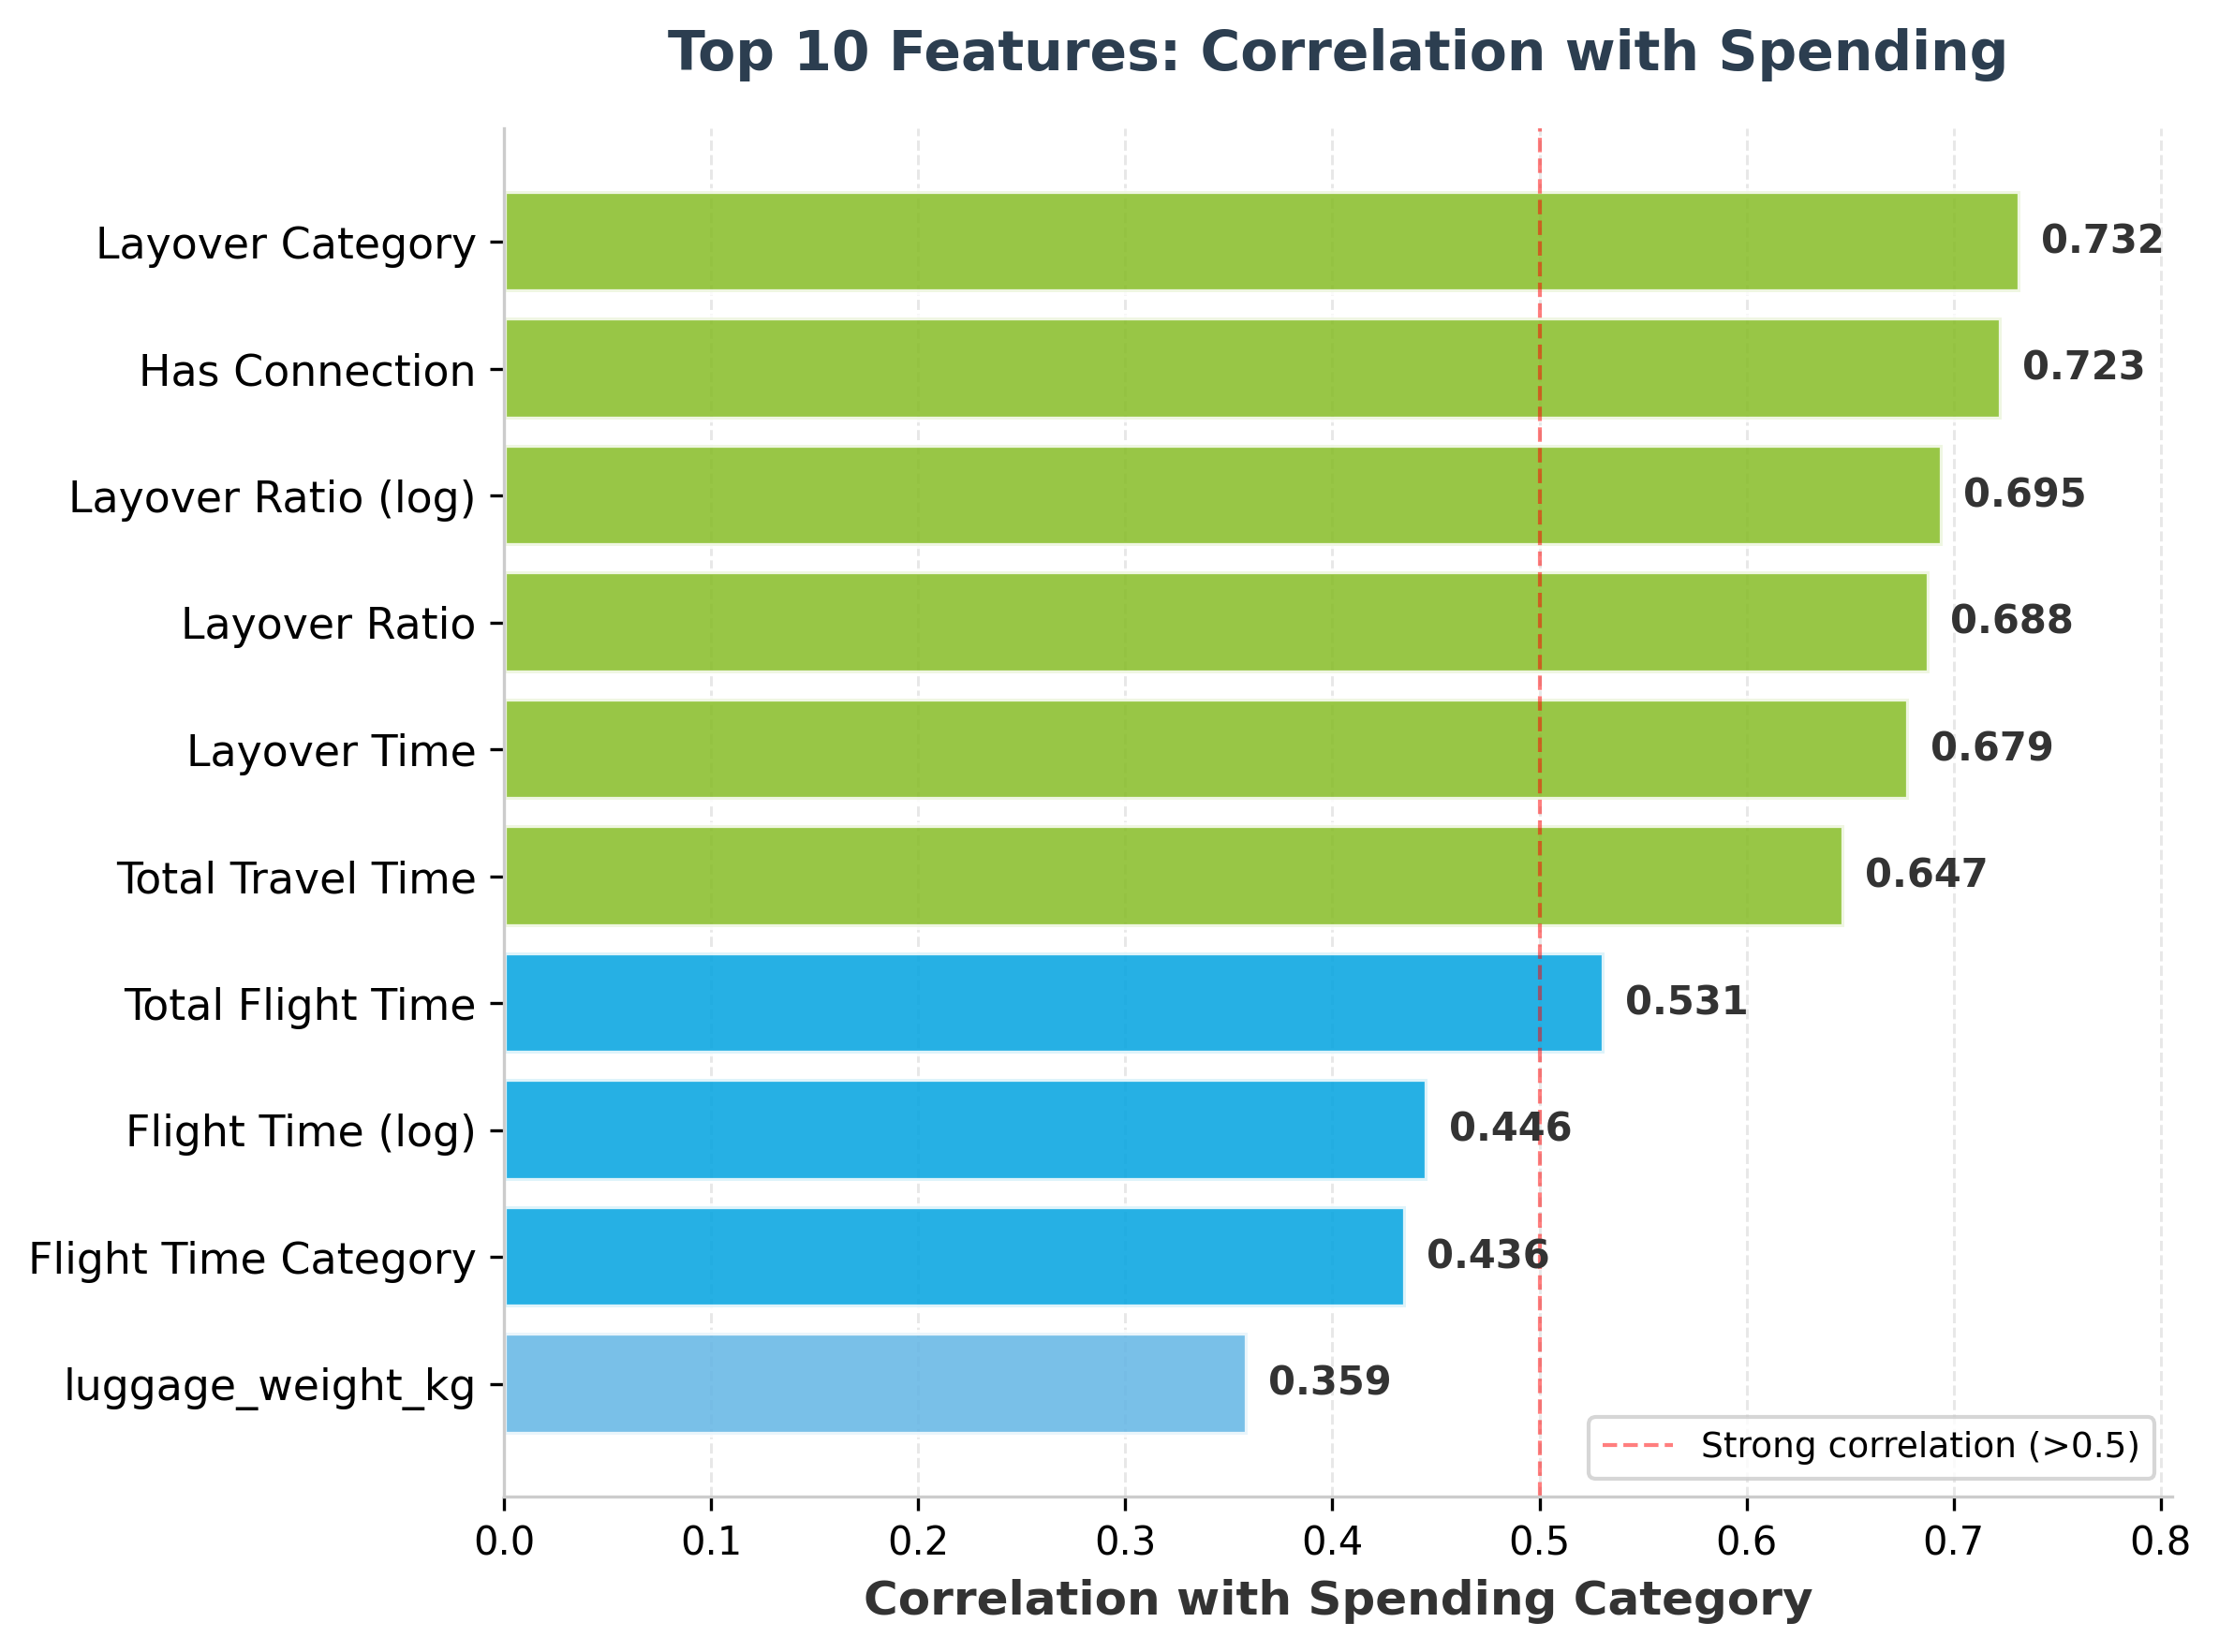 Top 10 Features: Correlation with Spending
Layover Category 0.732
Has Connection 0.723
Layover Ratio (log) 0.695
Layover Ratio 0.688
Layover Time 0.679
Total Travel Time 0.647
Total Flight Time 0.531
Flight Time (log) 0.446
Flight Time Category 0.436
luggage_weight_kg 0.359
Strong correlation (>0.5)
0.0 0.1 0.2 0.3 0.4 0.5 0.6 0.7 0.8
Correlation with Spending Category